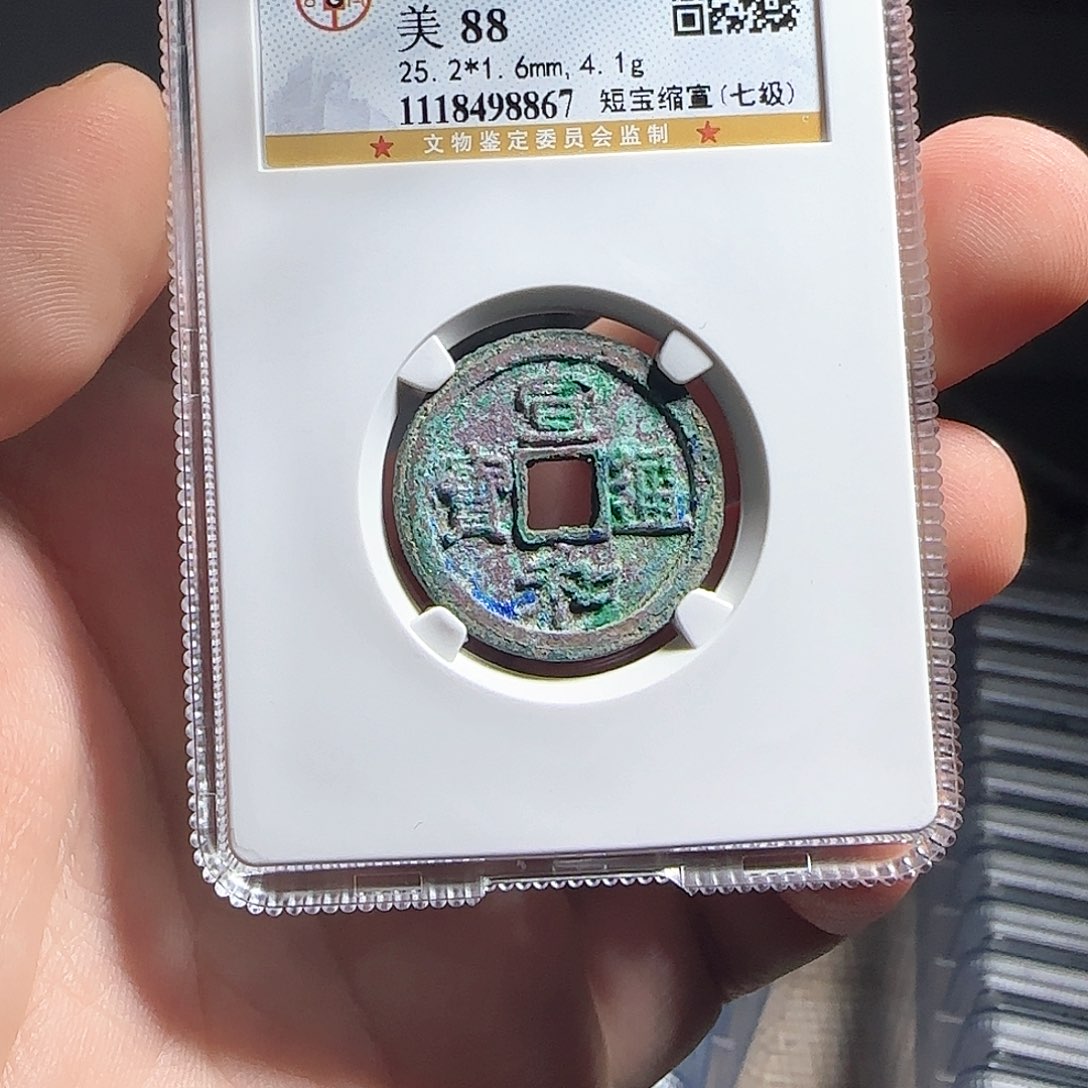 美 88
25.2*1.6mm,4.1g
1118498867 短宝缩宣(七级)
★ 文物鉴定委员会监制 ★
宣
寳 通
和